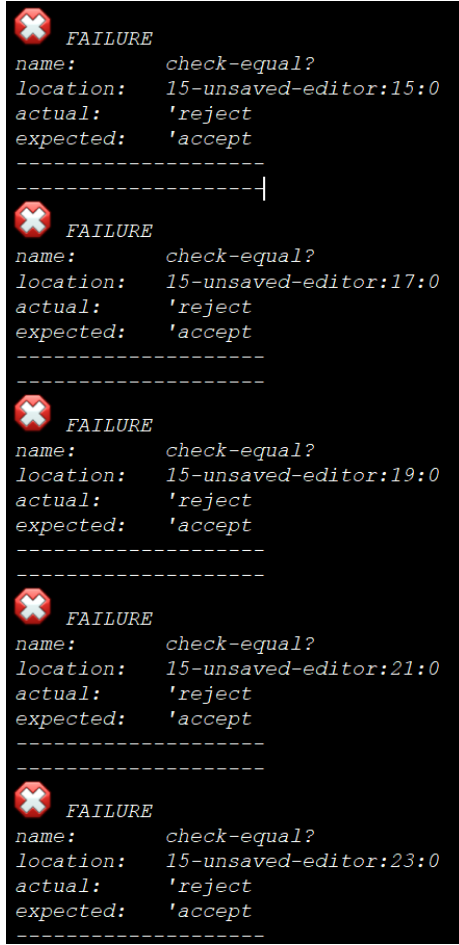 FAILURE
name: check-equal?
location: 15-unsaved-editor:15:0
actual: 'reject
expected: 'accept
--------------------
--------------------
FAILURE
name: check-equal?
location: 15-unsaved-editor:17:0
actual: 'reject
expected: 'accept
--------------------
--------------------
FAILURE
name: check-equal?
location: 15-unsaved-editor:19:0
actual: 'reject
expected: 'accept
--------------------
--------------------
FAILURE
name: check-equal?
location: 15-unsaved-editor:21:0
actual: 'reject
expected: 'accept
--------------------
--------------------
FAILURE
name: check-equal?
location: 15-unsaved-editor:23:0
actual: 'reject
expected: 'accept
--------------------